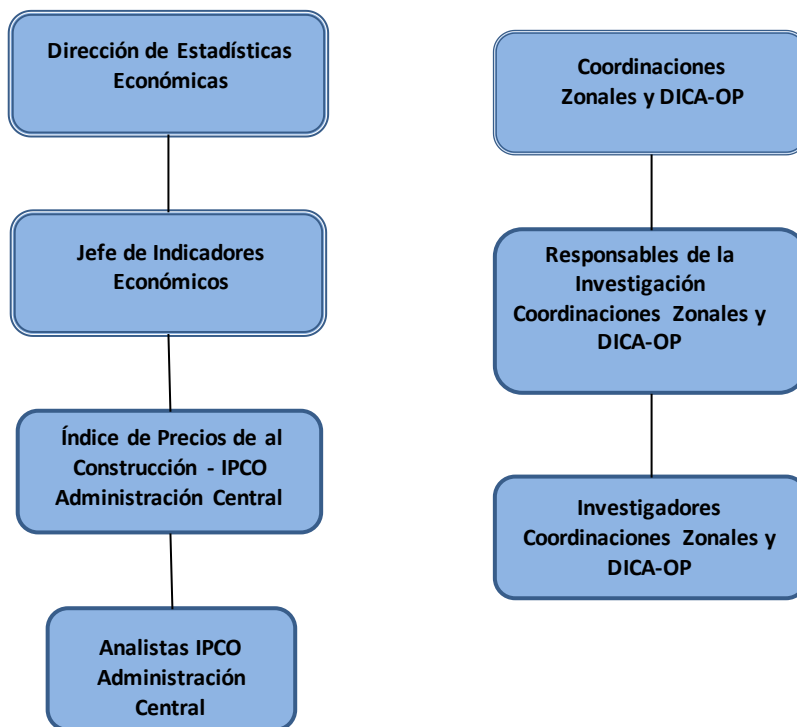 Dirección de Estadísticas
Económicas
Jefe de Indicadores
Económicos
Índice de Precios de al
Construcción - IPCO
Administración Central
Analistas IPCO
Administración
Central
Coordinaciones
Zonales y DICA-OP
Responsables de la
Investigación
Coordinaciones Zonales y
DICA-OP
Investigadores
Coordinaciones Zonales y
DICA-OP